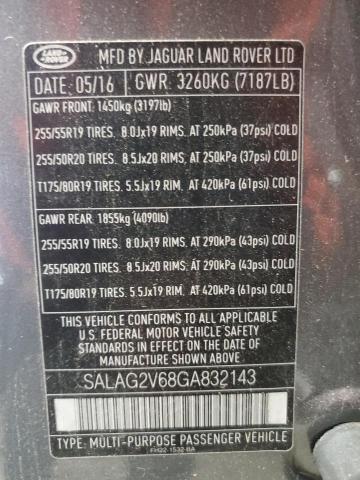 LAND
ROVER
MFD BY JAGUAR LAND ROVER LTD
DATE: 05/16 GWR: 3260KG (7187LB)
GAWR FRONT: 1450kg (3197lb)
255/55R19 TIRES. 8.0Jx19 RIMS, AT 250kPa (37psi) COLD
255/50R20 TIRES. 8.5Jx20 RIMS, AT 250kPa (37psi) COLD
T175/80R19 TIRES. 5.5Jx19 RIM, AT 420kPa (61psi) COLD
GAWR REAR: 1855kg (4090lb)
255/55R19 TIRES. 8.0Jx19 RIMS, AT 290kPa (43psi) COLD
255/50R20 TIRES. 8.5Jx20 RIMS, AT 290kPa (43psi) COLD
T175/80R19 TIRES. 5.5Jx19 RIM, AT 420kPa (61psi) COLD
THIS VEHICLE CONFORMS TO ALL APPLICABLE
U.S. FEDERAL MOTOR VEHICLE SAFETY
STANDARDS IN EFFECT ON THE DATE OF
MANUFACTURE SHOWN ABOVE
SALAG2V68GA832143
TYPE: MULTI-PURPOSE PASSENGER VEHICLE
FH22-1532-BA